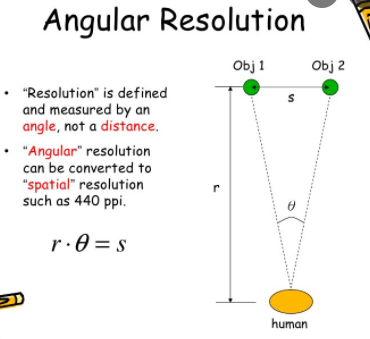 Angular Resolution
• "Resolution" is defined
and measured by an
angle, not a distance.
• "Angular" resolution
can be converted to
"spatial" resolution
such as 440 ppi.
r · θ = s
Obj 1 Obj 2
s
r
θ
human